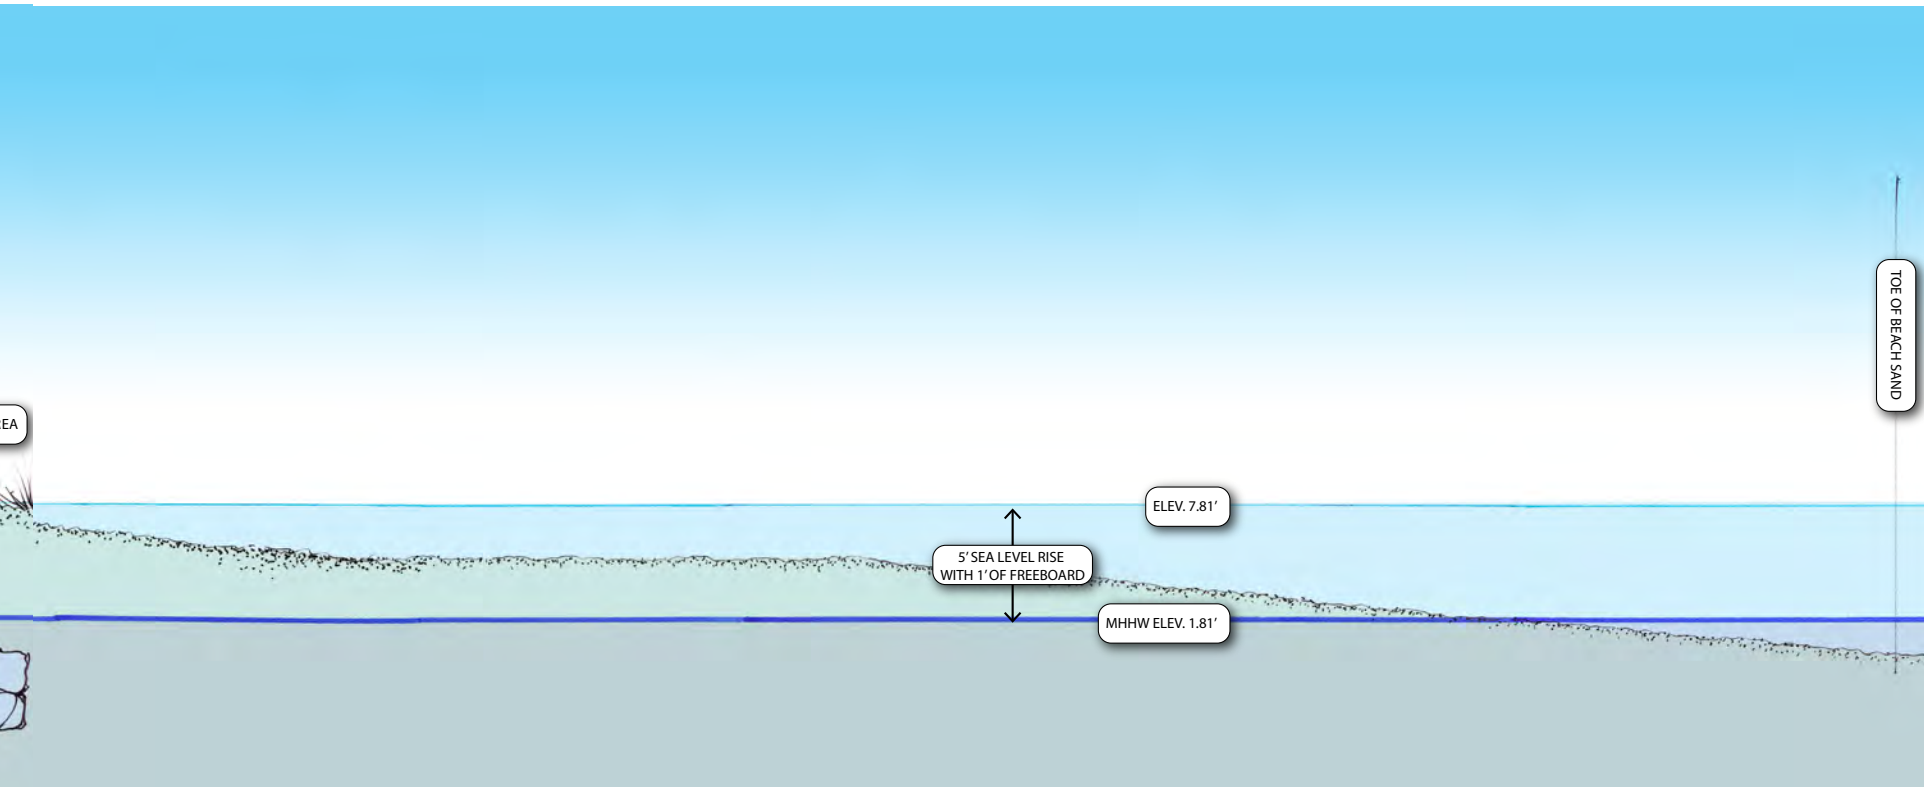 TOE OF BEACH SAND
ELEV. 7.81′
5′ SEA LEVEL RISE
WITH 1′ OF FREEBOARD
MHHW ELEV. 1.81′